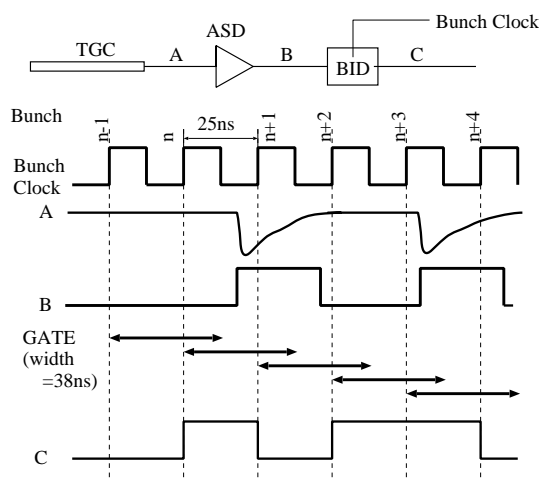 Bunch Clock
ASD
TGC A B C
BID
Bunch
n-1 n 25ns n+1 n+2 n+3 n+4
Bunch
Clock
A
B
GATE
(width
=38ns)
C